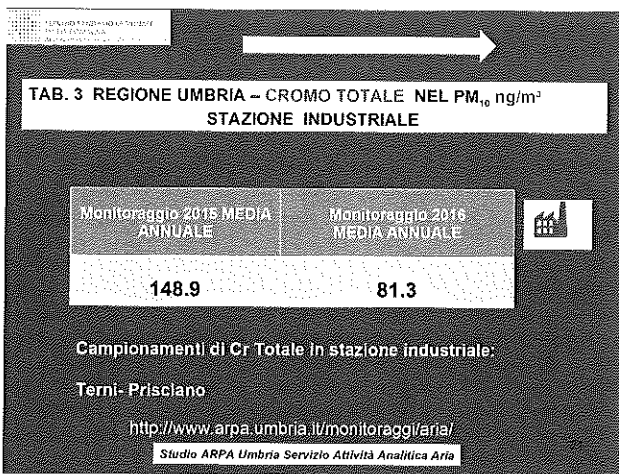 TAB. 3 REGIONE UMBRIA – CROMO TOTALE NEL PM₁₀ ng/m³
STAZIONE INDUSTRIALE
Monitoraggio 2015 MEDIA
ANNUALE
Monitoraggio 2016
MEDIA ANNUALE
148.9
81.3
Campionamenti di Cr Totale in stazione industriale:
Terni- Prisciano
http://www.arpa.umbria.it/monitoraggi/aria/
Studio ARPA Umbria Servizio Attività Analitica Aria